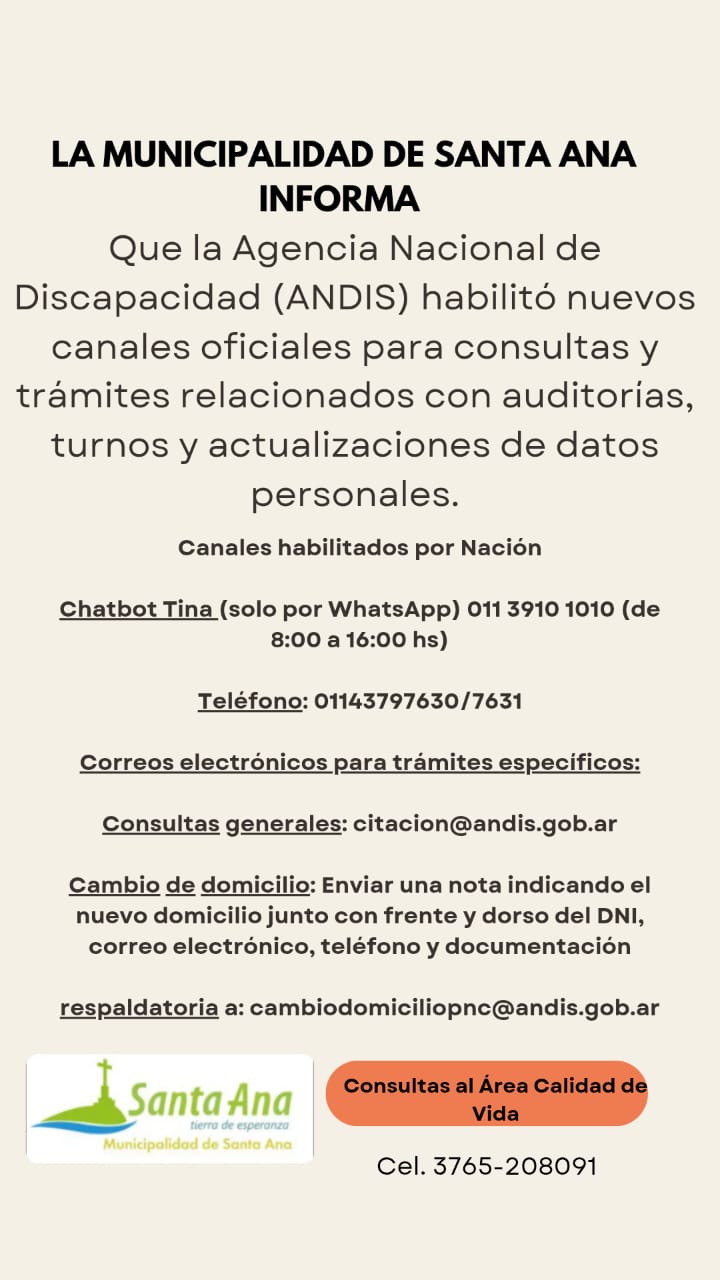 LA MUNICIPALIDAD DE SANTA ANA
INFORMA
Que la Agencia Nacional de
Discapacidad (ANDIS) habilitó nuevos
canales oficiales para consultas y
trámites relacionados con auditorías,
turnos y actualizaciones de datos
personales.
Canales habilitados por Nación
Chatbot Tina (solo por WhatsApp) 011 3910 1010 (de
8:00 a 16:00 hs)
Teléfono: 01143797630/7631
Correos electrónicos para trámites específicos:
Consultas generales: citacion@andis.gob.ar
Cambio de domicilio: Enviar una nota indicando el
nuevo domicilio junto con frente y dorso del DNI,
correo electrónico, teléfono y documentación
respaldatoria a: cambiodomiciliopnc@andis.gob.ar
Santa Ana
tierra de esperanza
Municipalidad de Santa Ana
Consultas al Área Calidad de
Vida
Cel. 3765-208091